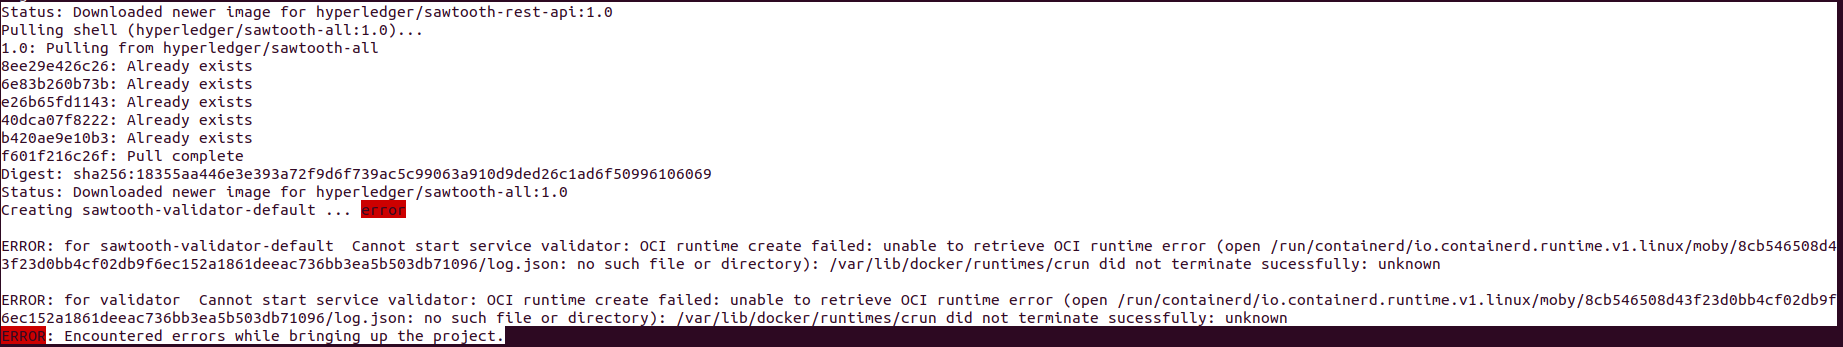 Status: Downloaded newer image for hyperledger/sawtooth-rest-api:1.0
Pulling shell (hyperledger/sawtooth-all:1.0)...
1.0: Pulling from hyperledger/sawtooth-all
8ee29e426c26: Already exists
6e83b260b73b: Already exists
e26b65fd1143: Already exists
40dca07f8222: Already exists
b420ae9e10b3: Already exists
f601f216c26f: Pull complete
Digest: sha256:18355aa446e3e393a72f9d6f739ac5c99063a910d9ded26c1ad6f50996106069
Status: Downloaded newer image for hyperledger/sawtooth-all:1.0
Creating sawtooth-validator-default ... error
ERROR: for sawtooth-validator-default  Cannot start service validator: OCI runtime create failed: unable to retrieve OCI runtime error (open /run/containerd/io.containerd.runtime.v1.linux/moby/8cb546508d4
3f23d0bb4cf02db9f6ec152a1861deeac736bb3ea5b503db71096/log.json: no such file or directory): /var/lib/docker/runtimes/crun did not terminate sucessfully: unknown
ERROR: for validator  Cannot start service validator: OCI runtime create failed: unable to retrieve OCI runtime error (open /run/containerd/io.containerd.runtime.v1.linux/moby/8cb546508d43f23d0bb4cf02db9f
6ec152a1861deeac736bb3ea5b503db71096/log.json: no such file or directory): /var/lib/docker/runtimes/crun did not terminate sucessfully: unknown
ERROR: Encountered errors while bringing up the project.